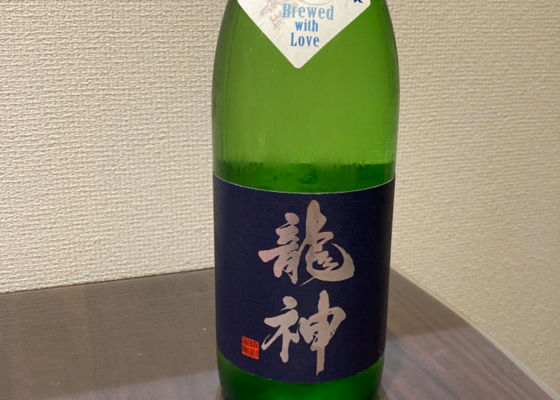 Brewed
with
Love
龍
神